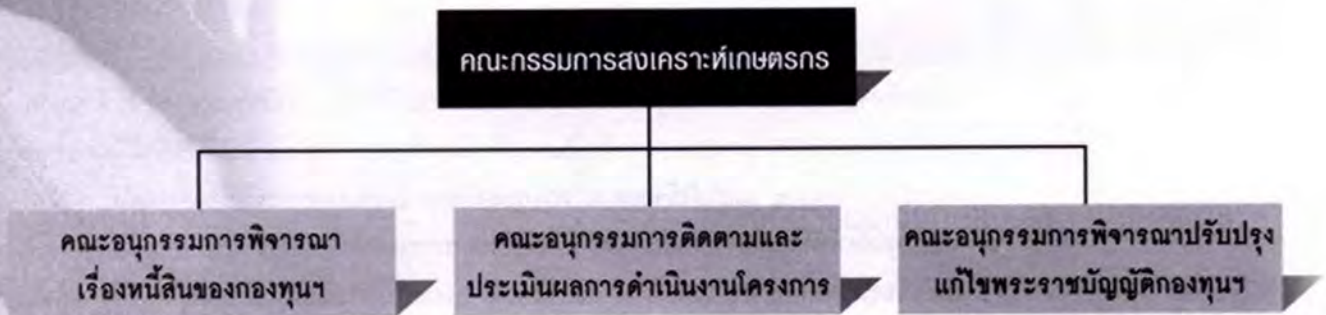 คณะกรรมการสงเคราะห์เกษตรกร
คณะอนุกรรมการพิจารณา
เรื่องหนี้สินของกองทุนฯ
คณะอนุกรรมการติดตามและ
ประเมินผลการดำเนินงานโครงการ
คณะอนุกรรมการพิจารณาปรับปรุง
แก้ไขพระราชบัญญัติกองทุนฯ